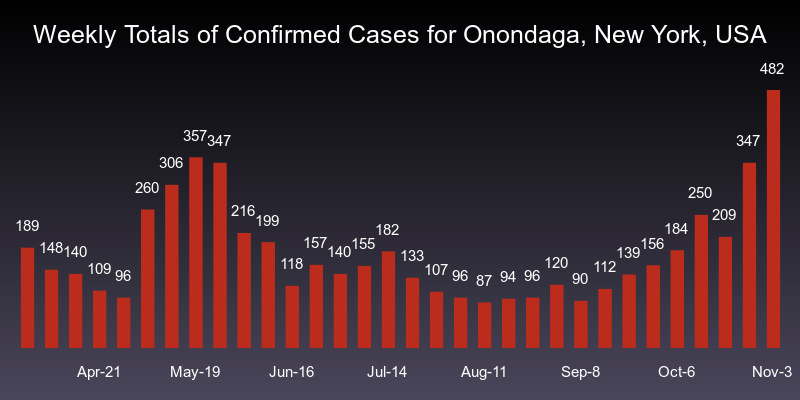 Weekly Totals of Confirmed Cases for Onondaga, New York, USA
189 148 140 109 96 260 306 357 347 216 199 118 157 140 155 182 133 107 96 87 94 96 120 90 112 139 156 184 250 209 347 482
Apr-21 May-19 Jun-16 Jul-14 Aug-11 Sep-8 Oct-6 Nov-3